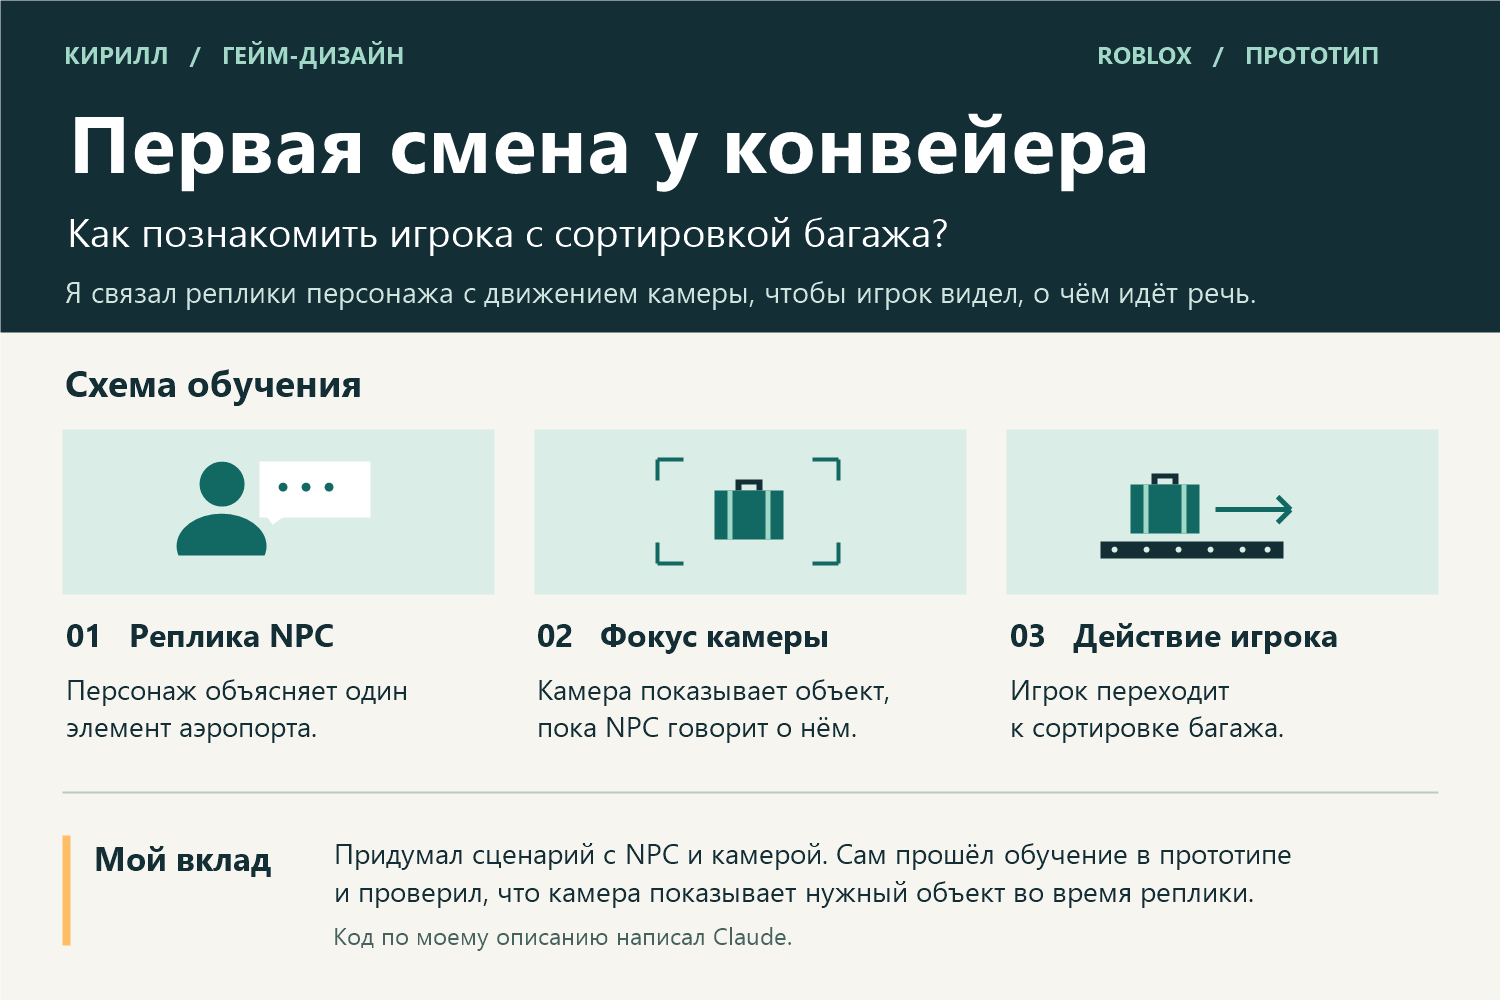 КИРИЛЛ / ГЕЙМ-ДИЗАЙН
ROBLOX / ПРОТОТИП
Первая смена у конвейера
Как познакомить игрока с сортировкой багажа?
Я связал реплики персонажа с движением камеры, чтобы игрок видел, о чём идёт речь.
Схема обучения
01 Реплика NPC
Персонаж объясняет один
элемент аэропорта.
02 Фокус камеры
Камера показывает объект,
пока NPC говорит о нём.
03 Действие игрока
Игрок переходит
к сортировке багажа.
Мой вклад
Придумал сценарий с NPC и камерой. Сам прошёл обучение в прототипе
и проверил, что камера показывает нужный объект во время реплики.
Код по моему описанию написал Claude.